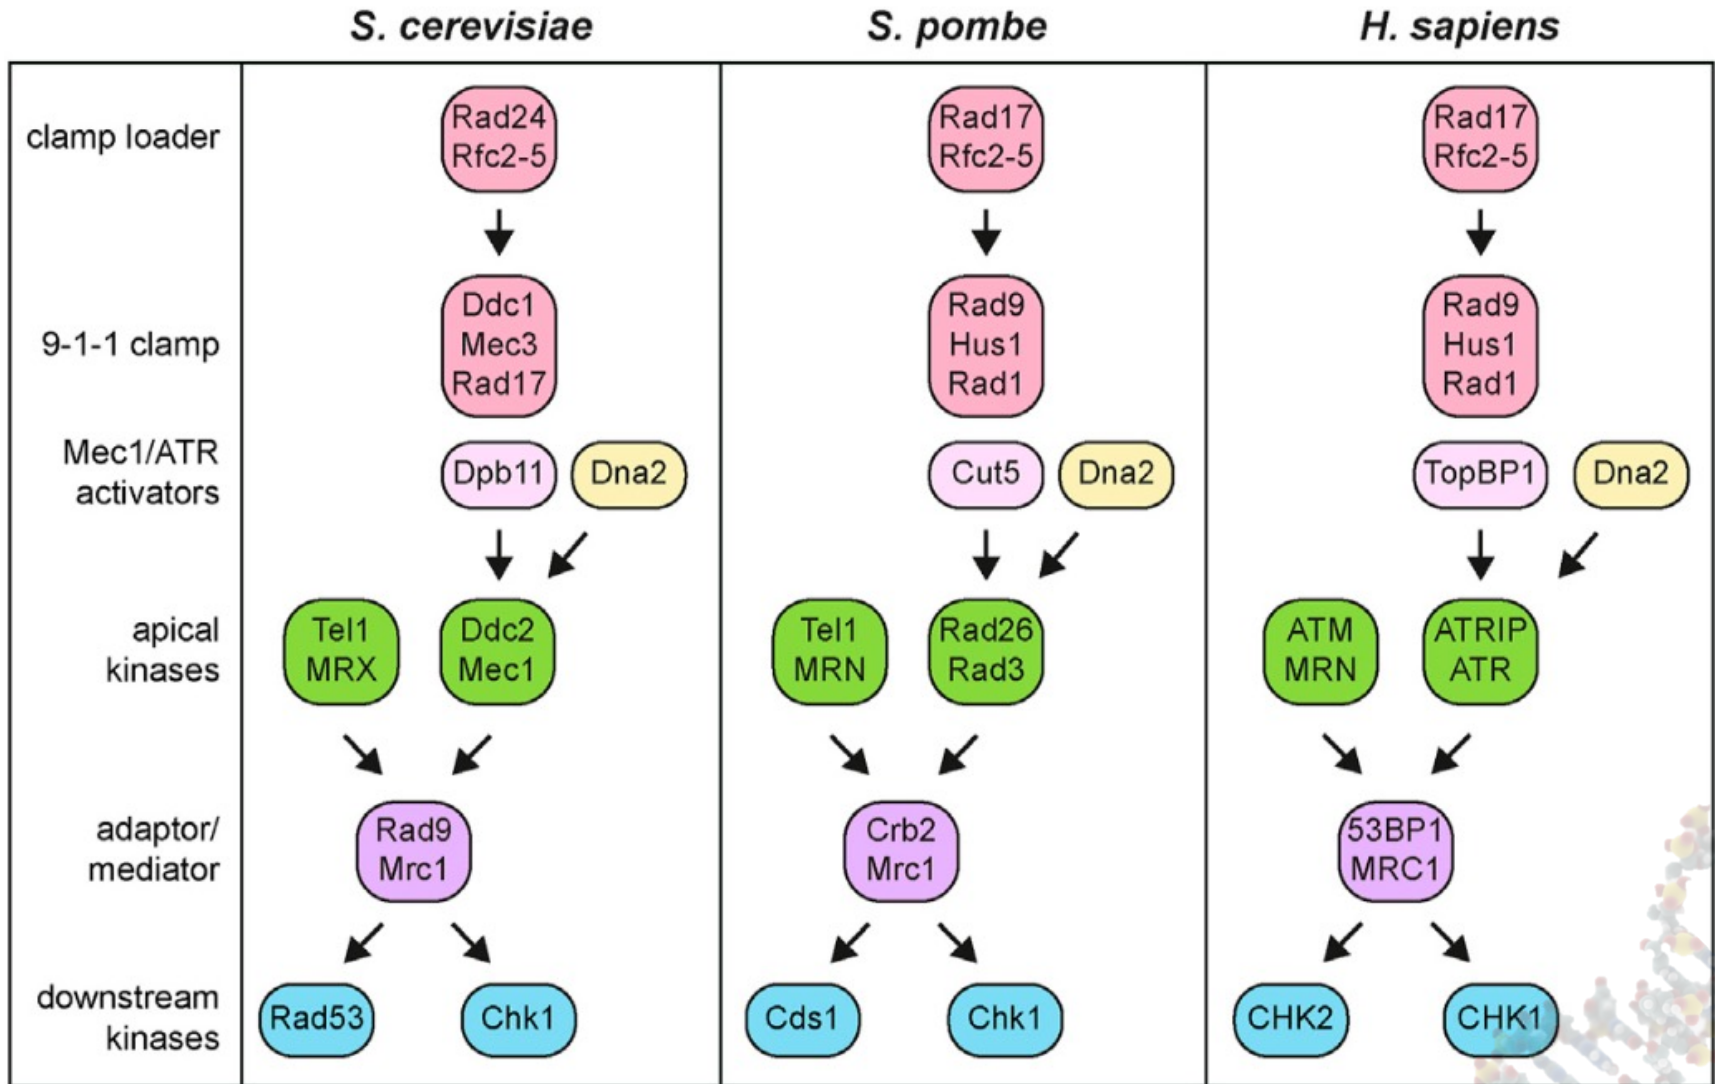 S. cerevisiae S. pombe H. sapiens
clamp loader
Rad24
Rfc2-5
Rad17
Rfc2-5
Rad17
Rfc2-5
9-1-1 clamp
Ddc1
Mec3
Rad17
Rad9
Hus1
Rad1
Rad9
Hus1
Rad1
Mec1/ATR
activators
Dpb11
Dna2
Cut5
Dna2
TopBP1
Dna2
apical
kinases
Tel1
MRX
Ddc2
Mec1
Tel1
MRN
Rad26
Rad3
ATM
MRN
ATRIP
ATR
adaptor/
mediator
Rad9
Mrc1
Crb2
Mrc1
53BP1
MRC1
downstream
kinases
Rad53
Chk1
Cds1
Chk1
CHK2
CHK1